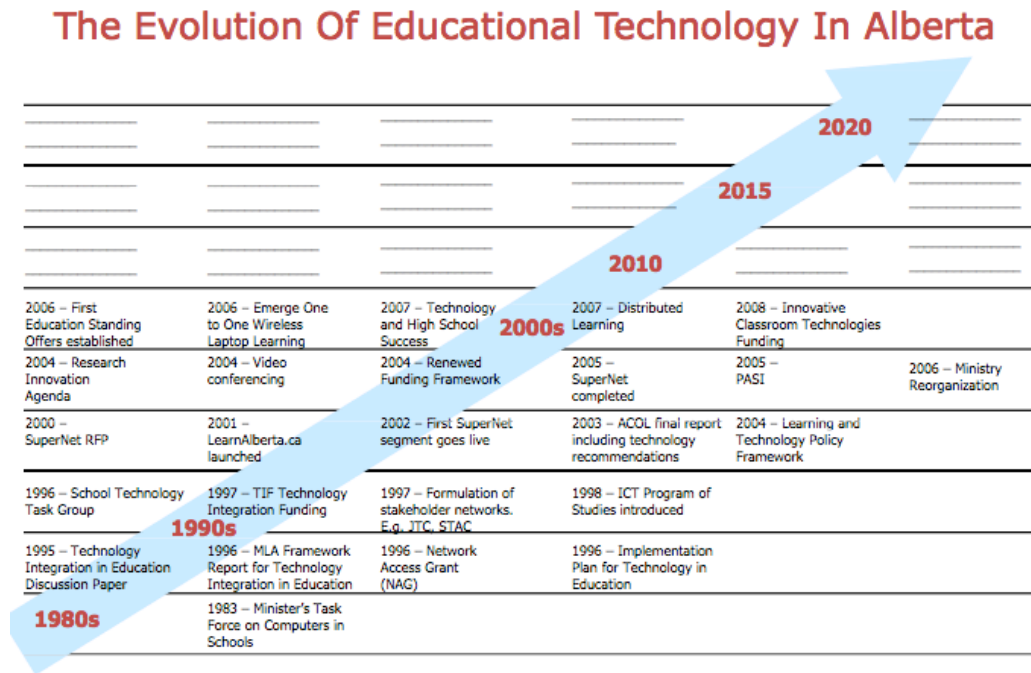 The Evolution Of Educational Technology In Alberta
2020
2015
2010
2006 – First
Education Standing
Offers established
2006 – Emerge One
to One Wireless
Laptop Learning
2007 – Technology
and High School
Success
2000s
2007 – Distributed
Learning
2008 – Innovative
Classroom Technologies
Funding
2004 – Research
Innovation
Agenda
2004 – Video
conferencing
2004 – Renewed
Funding Framework
2005 –
SuperNet
completed
2005 –
PASI
2006 – Ministry
Reorganization
2000 –
SuperNet RFP
2001 –
LearnAlberta.ca
launched
2002 – First SuperNet
segment goes live
2003 – ACOL final report
including technology
recommendations
2004 – Learning and
Technology Policy
Framework
1996 – School Technology
Task Group
1997 – TIF Technology
Integration Funding
1997 – Formulation of
stakeholder networks.
E.g. JTC, STAC
1998 – ICT Program of
Studies introduced
1990s
1995 – Technology
Integration in Education
Discussion Paper
1996 – MLA Framework
Report for Technology
Integration in Education
1996 – Network
Access Grant
(NAG)
1996 – Implementation
Plan for Technology in
Education
1980s
1983 – Minister's Task
Force on Computers in
Schools